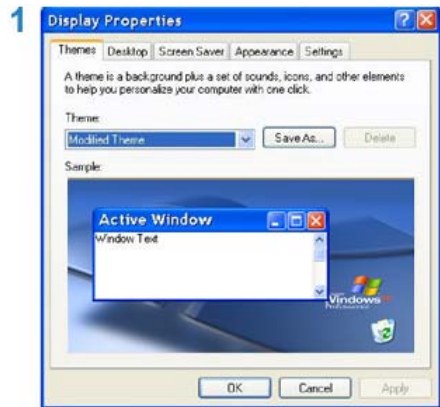 1
Display Properties
Themes Desktop Screen Saver Appearance Settings
A theme is a background plus a set of sounds, icons, and other elements
to help you personalize your computer with one click.
Theme:
Modified Theme Save As... Delete
Sample:
Active Window
Window Text
Windows
OK Cancel Apply